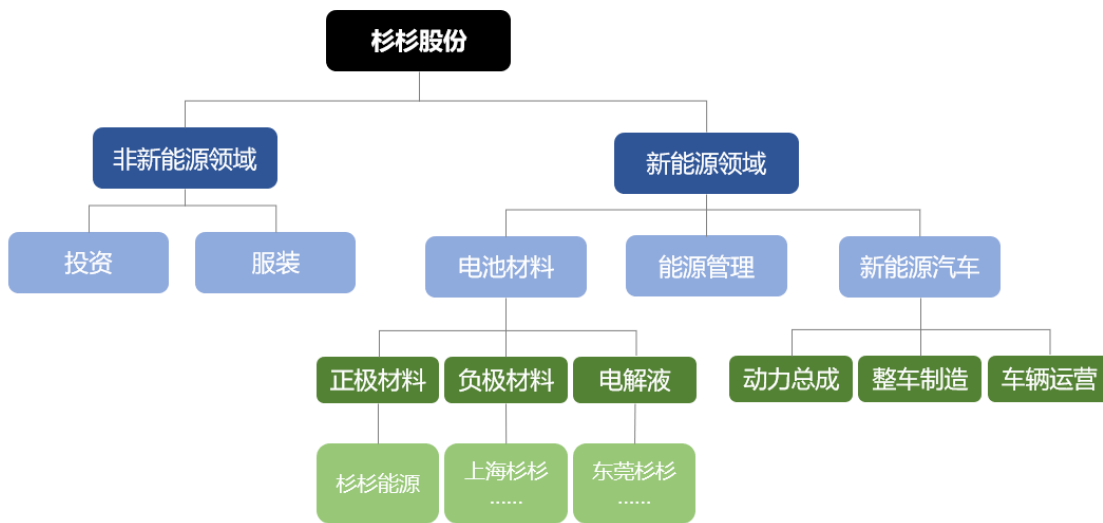 杉杉股份
非新能源领域
新能源领域
投资
服装
电池材料
能源管理
新能源汽车
正极材料
负极材料
电解液
动力总成
整车制造
车辆运营
杉杉能源
上海杉杉
......
东莞杉杉
......